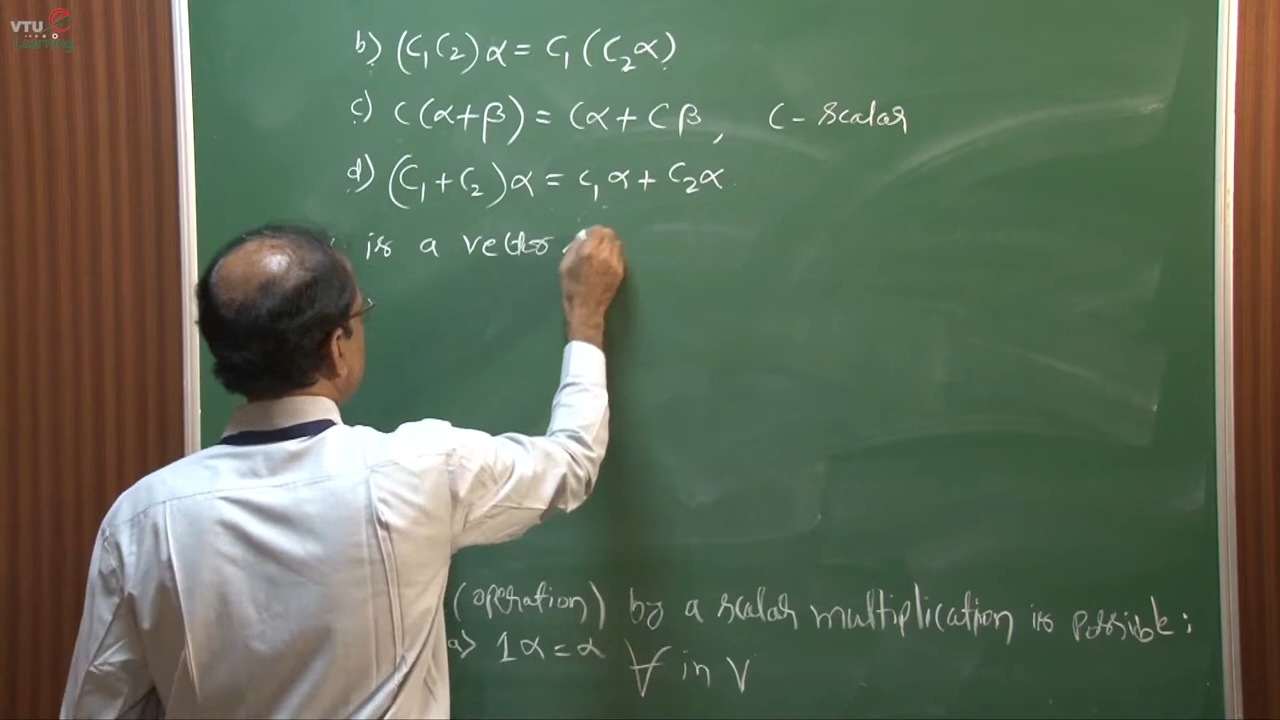 VTU e
Learning
b) (C₁C₂)α = C₁(C₂α)
c) C(α+β) = Cα + Cβ, C - scalar
d) (C₁+C₂)α = C₁α + C₂α
is a vector
(operation) by a scalar multiplication is possible;
a) 1α = α ∀ in V